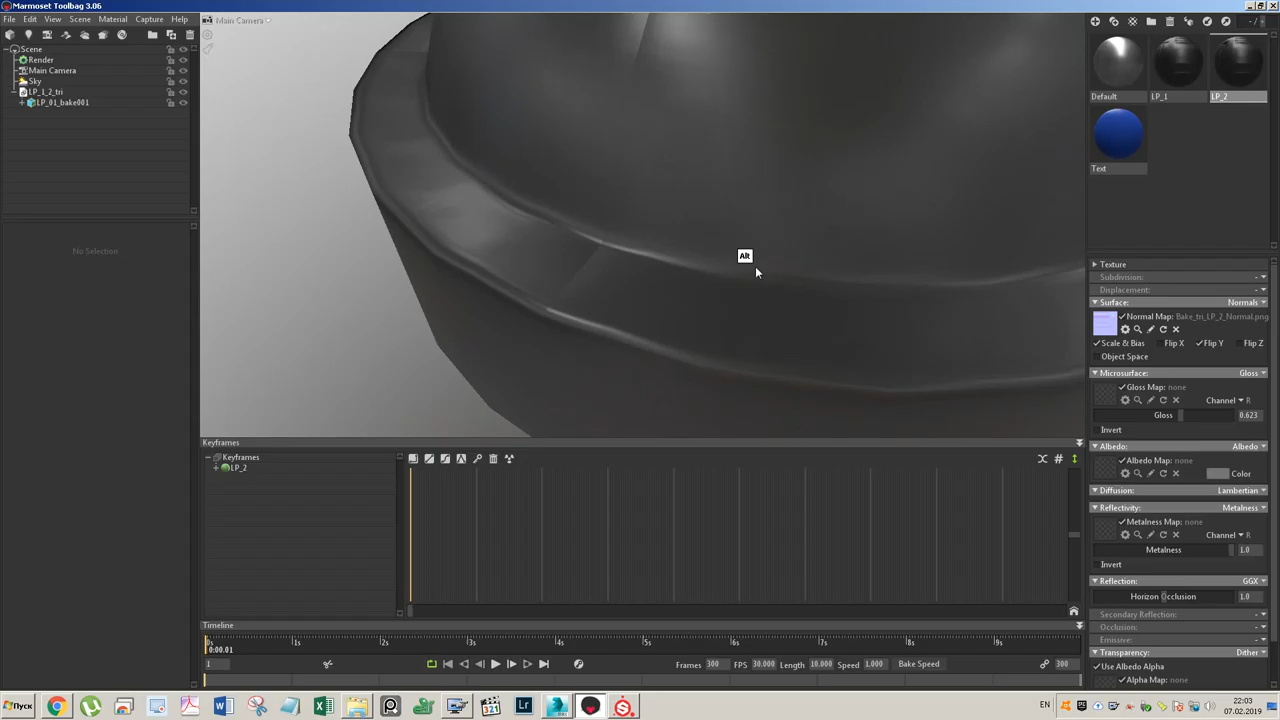 Marmoset Toolbag 3.06
File Edit View Scene Material Capture Help
Scene
Render
Main Camera
Sky
LP_1_2_tri
LP_01_bake001
No Selection
Main Camera
Alt
Default
LP_1
LP_2
Text
Texture
Subdivision: -
Displacement: -
Surface: Normals
Normal Map: Bake_tri_LP_2_Normal.png
Scale & Bias Flip X Flip Y Flip Z
Object Space
Microsurface: Gloss
Gloss Map: none
Channel R
Gloss 0.623
Invert
Albedo: Albedo
Albedo Map: none
Color
Diffusion: Lambertian
Reflectivity: Metalness
Metalness Map: none
Channel R
Metalness 1.0
Invert
Reflection: GGX
Horizon Occlusion 1.0
Secondary Reflection: -
Occlusion: -
Emissive: -
Transparency: Dither
Use Albedo Alpha
Alpha Map: none
Keyframes
Keyframes
LP_2
Timeline
0s 1s 2s 3s 4s 5s 6s 7s 8s 9s
0:00.01
1
Frames 300 FPS 30.000 Length 10.000 Speed 1.000 Bake Speed 300
Пуск
EN
22:03
07.02.2019